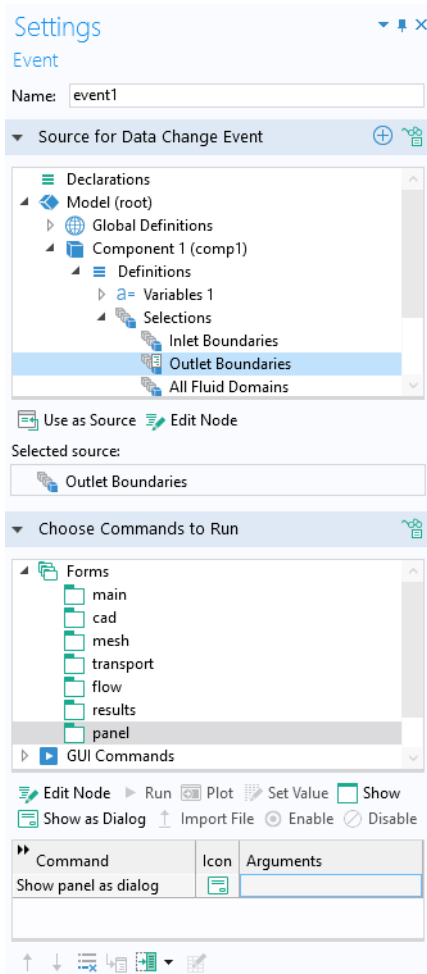 Settings
Event
Name: event1
Source for Data Change Event
Declarations
Model (root)
Global Definitions
Component 1 (comp1)
Definitions
a= Variables 1
Selections
Inlet Boundaries
Outlet Boundaries
All Fluid Domains
Use as Source Edit Node
Selected source:
Outlet Boundaries
Choose Commands to Run
Forms
main
cad
mesh
transport
flow
results
panel
GUI Commands
Edit Node Run Plot Set Value Show
Show as Dialog Import File Enable Disable
Command Icon Arguments
Show panel as dialog